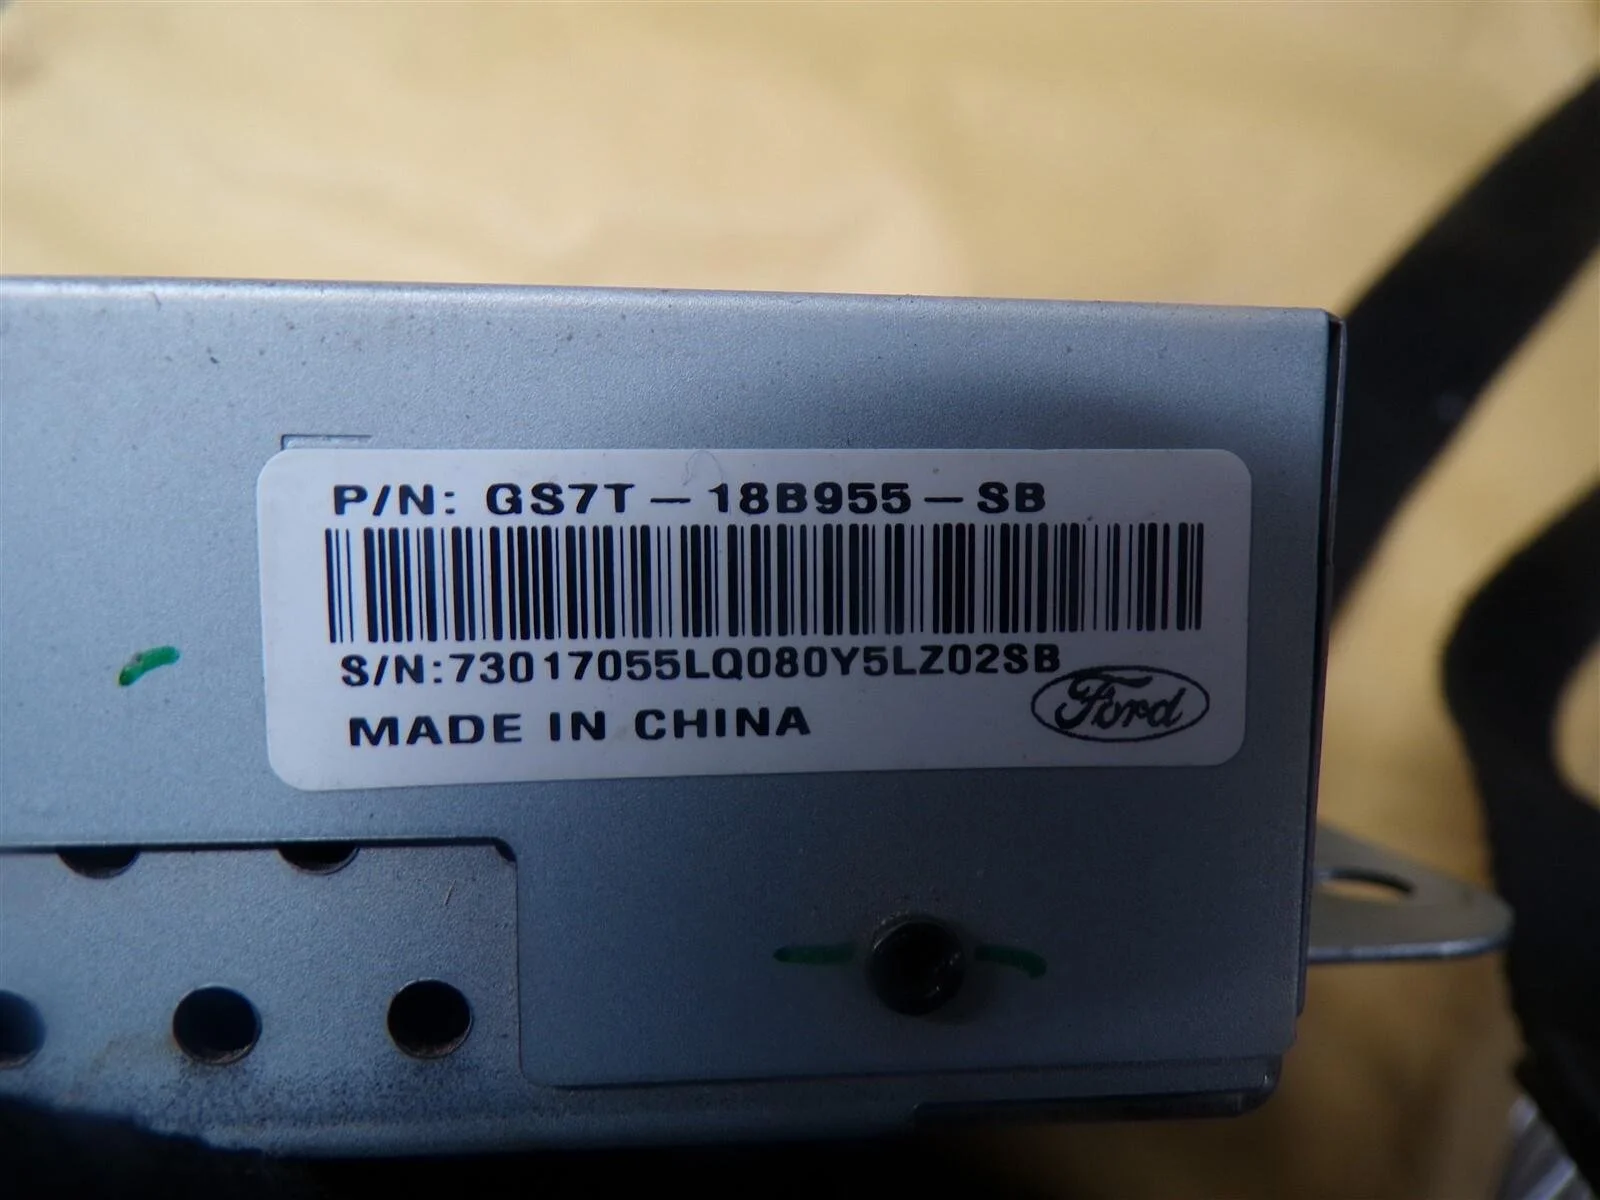 P/N: GS7T-18B955-SB
S/N:73017055LQ080Y5LZ02SB
MADE IN CHINA
Ford